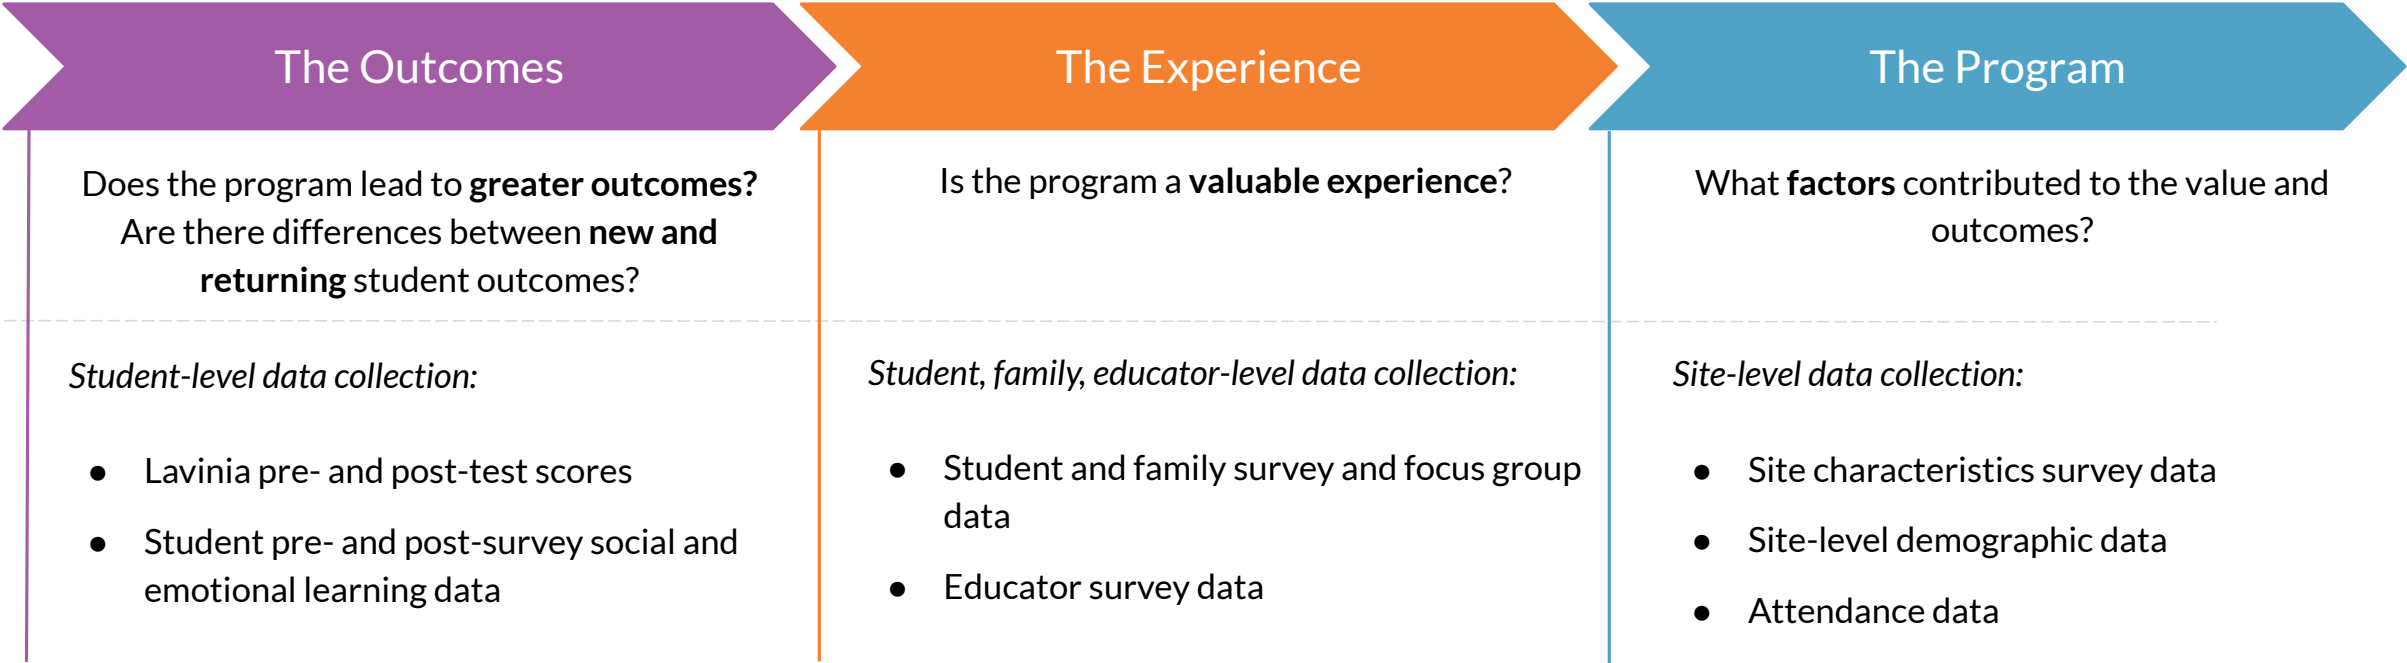 The Outcomes
Does the program lead to greater outcomes?
Are there differences between new and
returning student outcomes?
Student-level data collection:
● Lavinia pre- and post-test scores
● Student pre- and post-survey social and
emotional learning data
The Experience
Is the program a valuable experience?
Student, family, educator-level data collection:
● Student and family survey and focus group
data
● Educator survey data
The Program
What factors contributed to the value and
outcomes?
Site-level data collection:
● Site characteristics survey data
● Site-level demographic data
● Attendance data